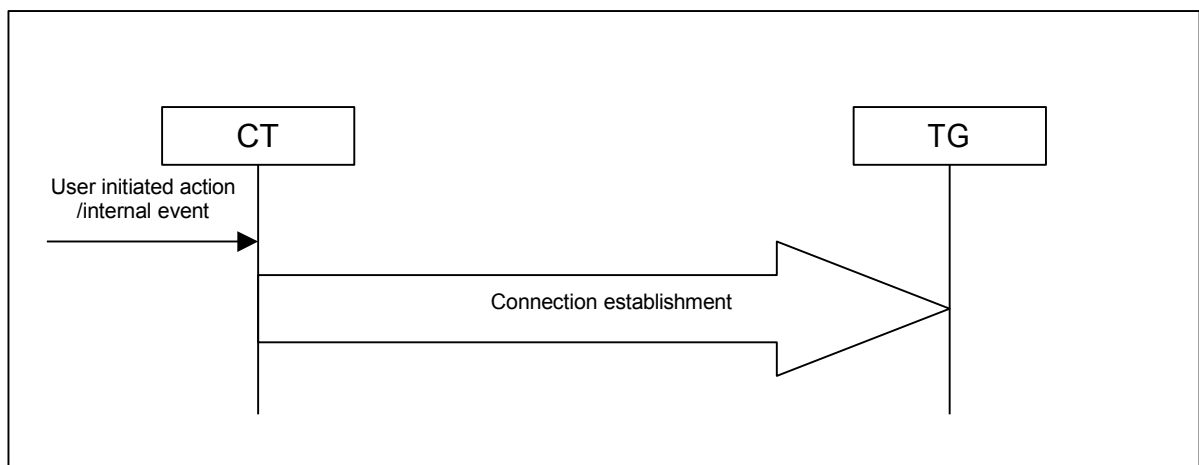 CT
TG
User initiated action
/internal event
Connection establishment